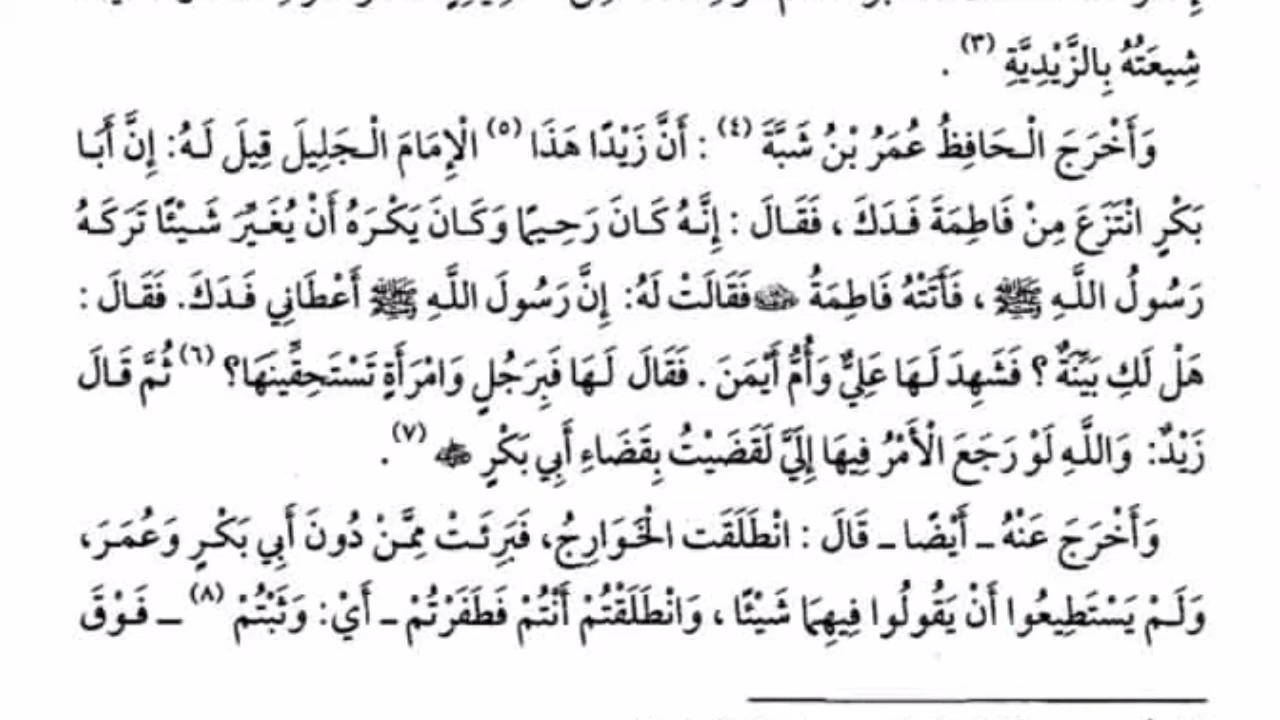 شِيعَتُهُ بِالزَّيْدِيَّةِ (٣) .
وَأَخْرَجَ الْحَافِظُ عُمَرُ بْنُ شَبَّةَ (٤) : أَنَّ زَيْدًا هَذَا (٥) الْإِمَامَ الْجَلِيلَ قِيلَ لَهُ: إِنَّ أَبَا
بَكْرٍ انْتَزَعَ مِنْ فَاطِمَةَ فَدَكَ ، فَقَالَ : إِنَّهُ كَانَ رَحِيمًا وَكَانَ يَكْرَهُ أَنْ يُغَيِّرَ شَيْئًا تَرَكَهُ
رَسُولُ اللَّهِ ﷺ ، فَأَتَتْهُ فَاطِمَةُ فَقَالَتْ لَهُ: إِنَّ رَسُولَ اللَّهِ ﷺ أَعْطَانِي فَدَكَ. فَقَالَ :
هَلْ لَكِ بَيِّنَةٌ ؟ فَشَهِدَ لَهَا عَلِيٌّ وَأُمُّ أَيْمَنَ . فَقَالَ لَهَا فَبِرَجُلٍ وَامْرَأَةٍ تَسْتَحِقِّينَهَا؟ (٦) ثُمَّ قَالَ
زَيْدٌ: وَاللَّهِ لَوْ رَجَعَ الْأَمْرُ فِيهَا إِلَيَّ لَقَضَيْتُ بِقَضَاءِ أَبِي بَكْرٍ (٧) .
وَأَخْرَجَ عَنْهُ ـ أَيْضًا ـ قَالَ : انْطَلَقَت الْخَوَارِجُ، فَبَرِئَتْ مِمَّنْ دُونَ أَبِي بَكْرٍ وَعُمَرَ،
وَلَمْ يَسْتَطِيعُوا أَنْ يَقُولُوا فِيهِمَا شَيْئًا ، وَانْطَلَقْتُمْ أَنْتُمْ فَطَفَرْتُمْ ـ أَيْ: وَثَبْتُمْ (٨) ـ فَوْقَ